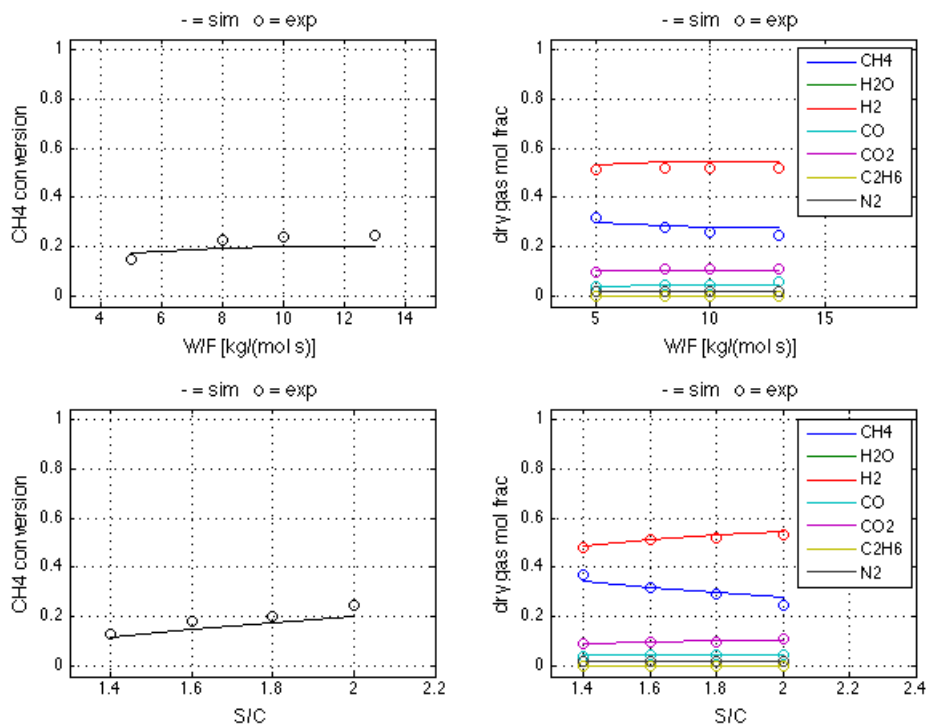 - = sim o = exp
1
0.8
0.6
0.4
0.2
0
CH4 conversion
4 6 8 10 12 14
W/F [kg/(mol s)]
- = sim o = exp
1
0.8
0.6
0.4
0.2
0
dry gas mol frac
5 10 15
W/F [kg/(mol s)]
CH4
H2O
H2
CO
CO2
C2H6
N2
- = sim o = exp
1
0.8
0.6
0.4
0.2
0
CH4 conversion
1.4 1.6 1.8 2 2.2
S/C
- = sim o = exp
1
0.8
0.6
0.4
0.2
0
dry gas mol frac
1.4 1.6 1.8 2 2.2 2.4
S/C
CH4
H2O
H2
CO
CO2
C2H6
N2